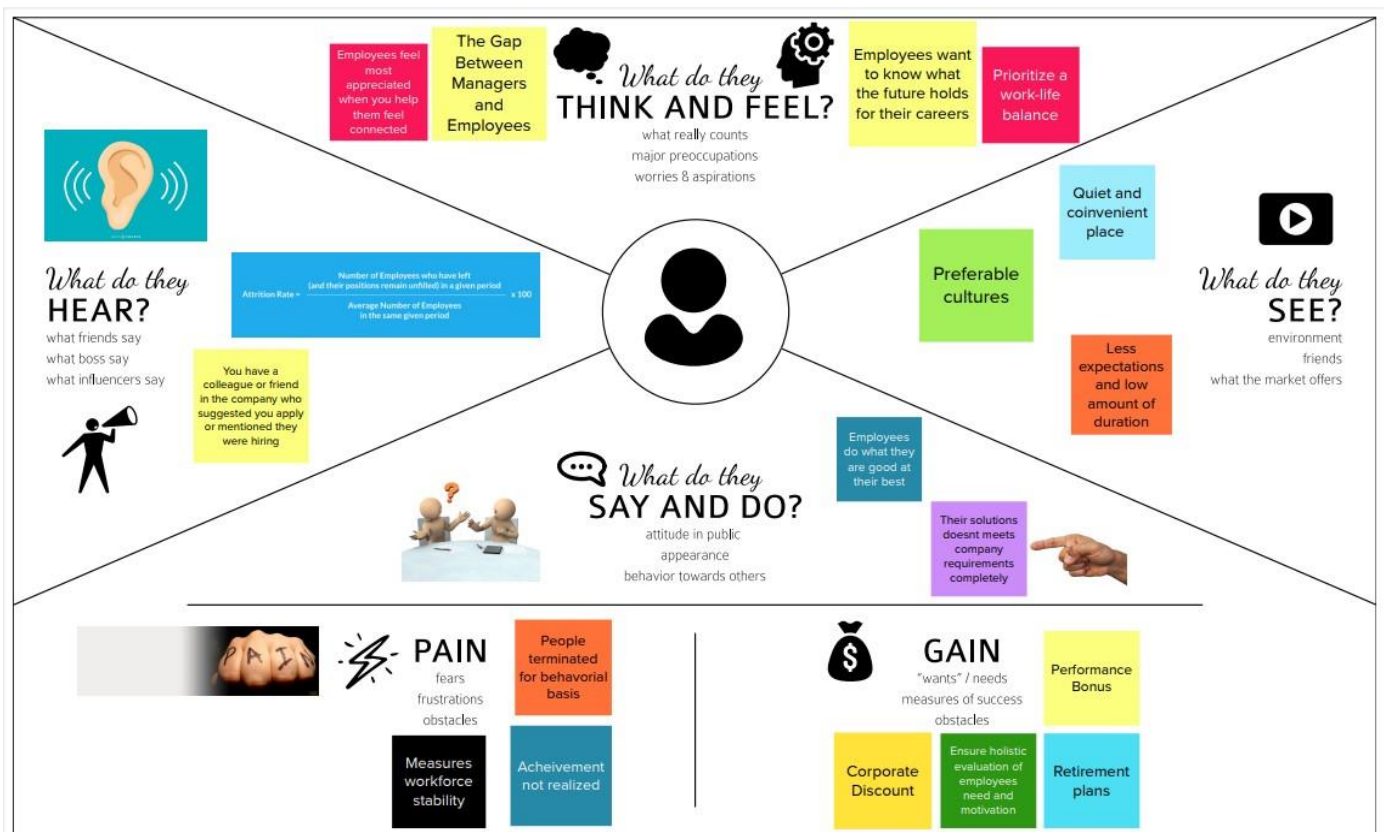 Employees feel
most
appreciated
when you help
them feel
connected
The Gap
Between
Managers
and
Employees
What do they
THINK AND FEEL?
what really counts
major preoccupations
worries & aspirations
Employees want
to know what
the future holds
for their careers
Prioritize a
work-life
balance
What do they
HEAR?
what friends say
what boss say
what influencers say
Attrition Rate =
Number of Employees who have left
(and their positions remain unfilled) in a given period
Average Number of Employees
in the same given period
x 100
You have a
colleague or friend
in the company who
suggested you apply
or mentioned they
were hiring
Quiet and
coinvenient
place
Preferable
cultures
Less
expectations
and low
amount of
duration
What do they
SEE?
environment
friends
what the market offers
What do they
SAY AND DO?
attitude in public
appearance
behavior towards others
Employees
do what they
are good at
their best
Their solutions
doesnt meets
company
requirements
completely
PAIN
PAIN
fears
frustrations
obstacles
People
terminated
for behavorial
basis
Measures
workforce
stability
Acheivement
not realized
$
GAIN
"wants" / needs
measures of success
obstacles
Performance
Bonus
Corporate
Discount
Ensure holistic
evaluation of
employees
need and
motivation
Retirement
plans